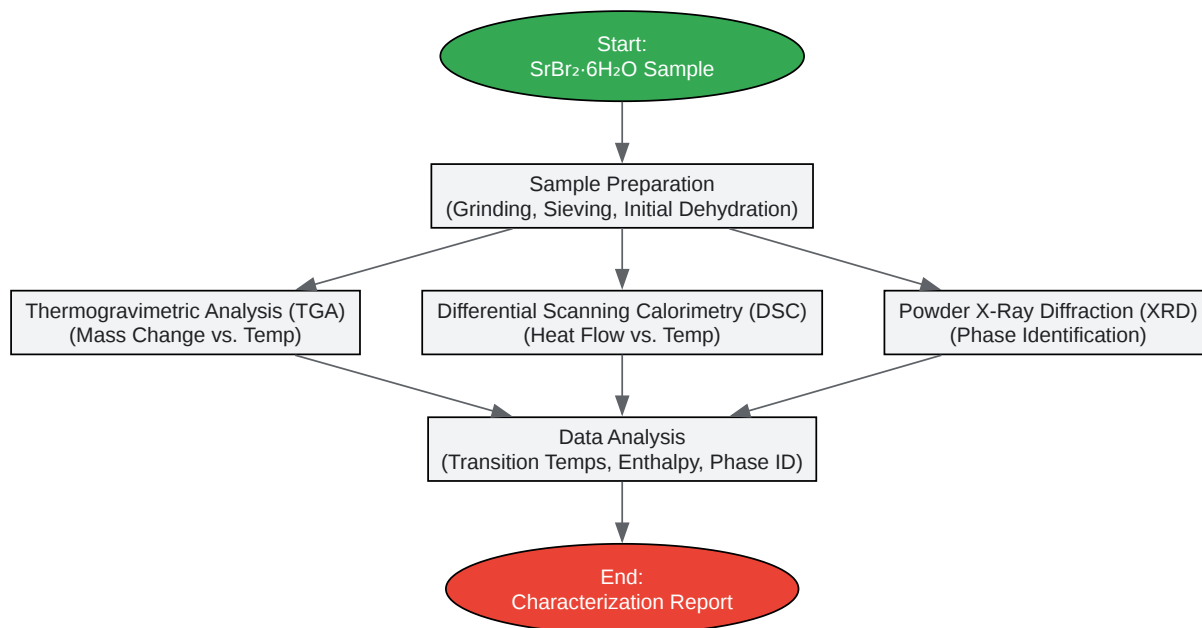 Start:
SrBr₂·6H₂O Sample
Sample Preparation
(Grinding, Sieving, Initial Dehydration)
Thermogravimetric Analysis (TGA)
(Mass Change vs. Temp)
Differential Scanning Calorimetry (DSC)
(Heat Flow vs. Temp)
Powder X-Ray Diffraction (XRD)
(Phase Identification)
Data Analysis
(Transition Temps, Enthalpy, Phase ID)
End:
Characterization Report